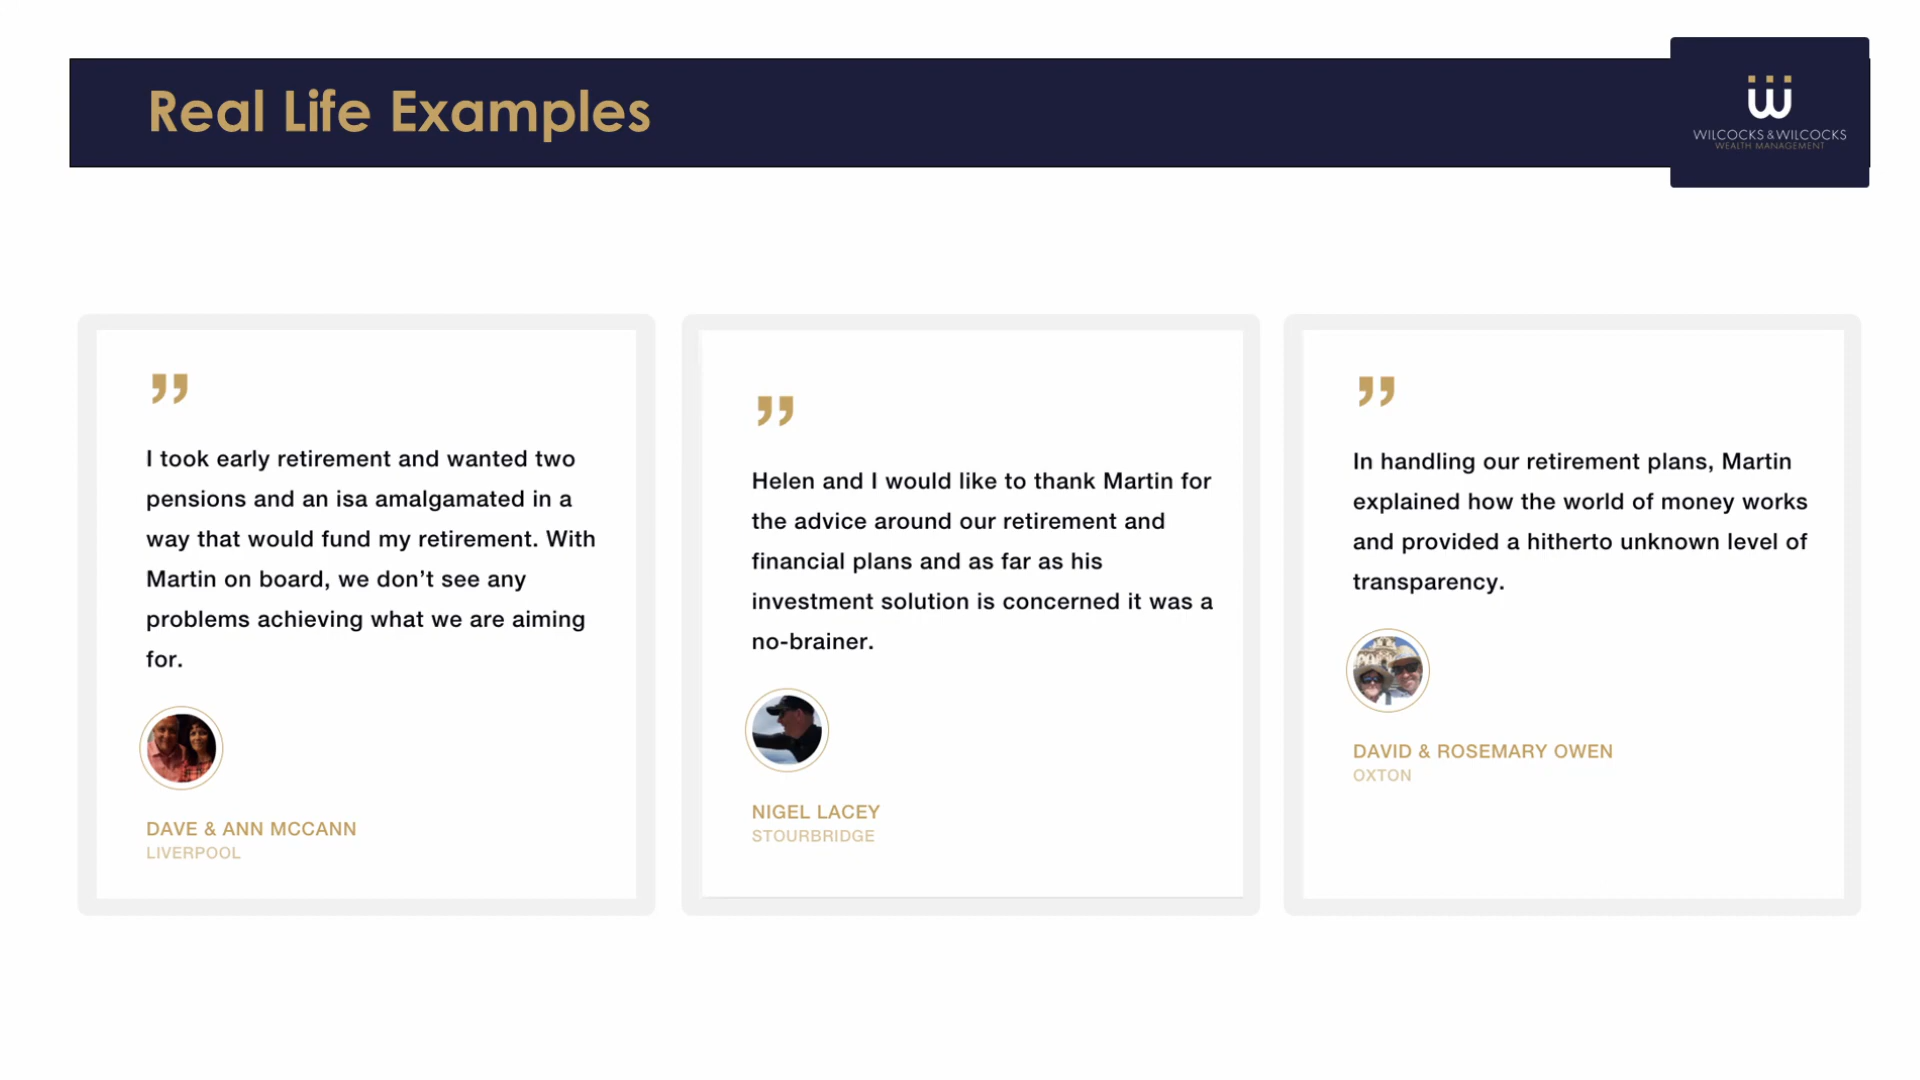 Real Life Examples
WILCOCKS & WILCOCKS
WEALTH MANAGEMENT
”
I took early retirement and wanted two
pensions and an isa amalgamated in a
way that would fund my retirement. With
Martin on board, we don’t see any
problems achieving what we are aiming
for.
DAVE & ANN MCCANN
LIVERPOOL
”
Helen and I would like to thank Martin for
the advice around our retirement and
financial plans and as far as his
investment solution is concerned it was a
no-brainer.
NIGEL LACEY
STOURBRIDGE
”
In handling our retirement plans, Martin
explained how the world of money works
and provided a hitherto unknown level of
transparency.
DAVID & ROSEMARY OWEN
OXTON